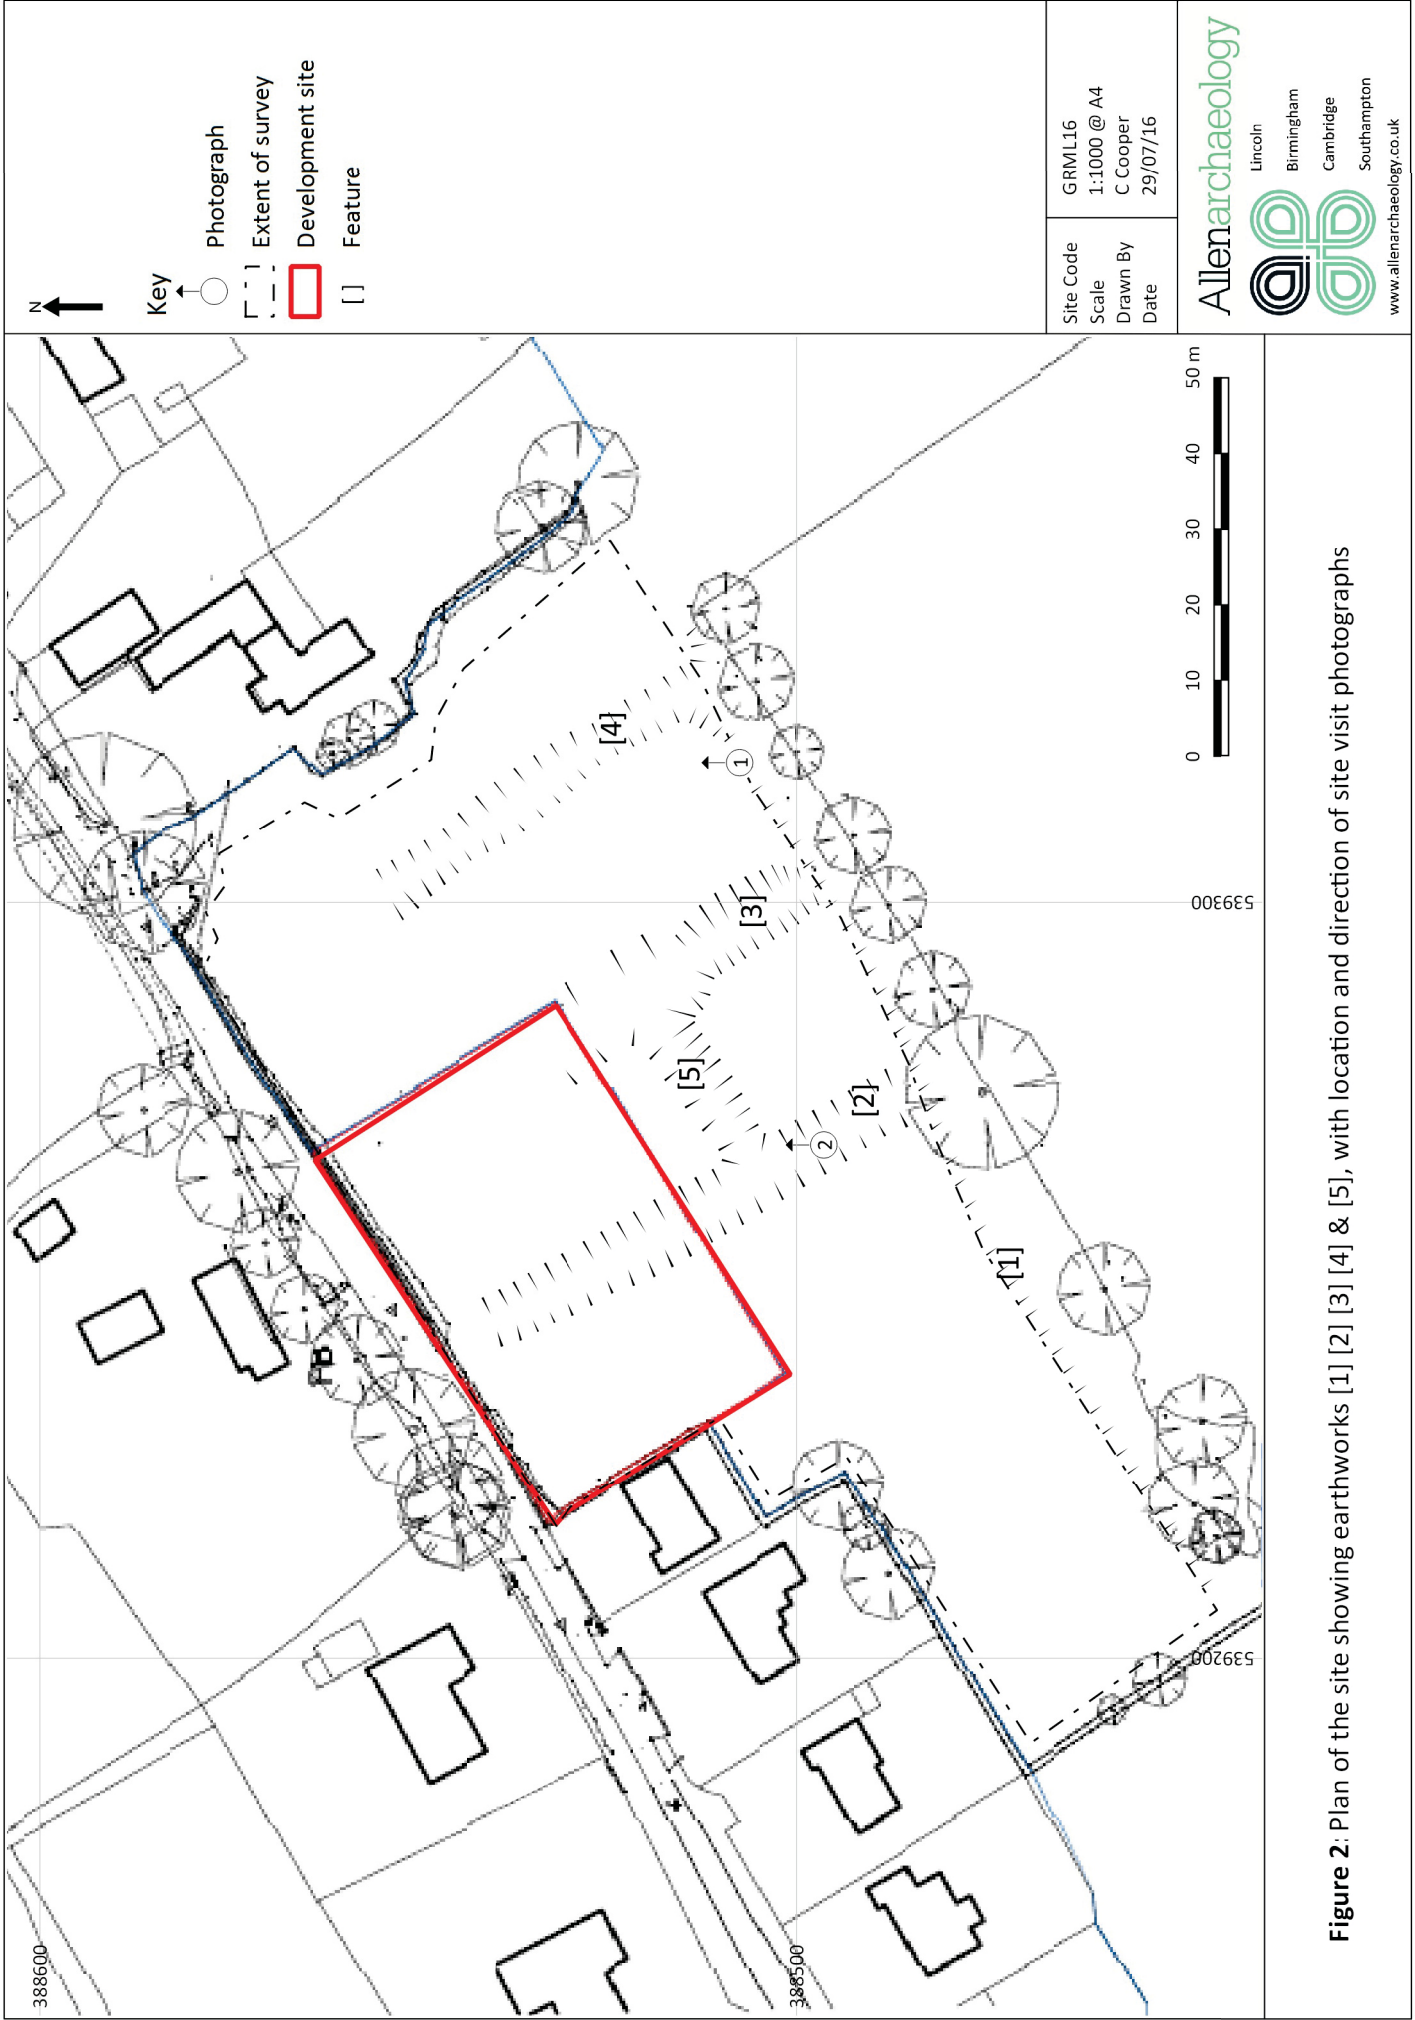 N
Key
Photograph
Extent of survey
Development site
[ ] Feature
388600
388500
539300
539200
[1]
[2]
[3]
[4]
[5]
1
2
PB
0 10 20 30 40 50 m
Site Code GRML16
Scale 1:1000 @ A4
Drawn By C Cooper
Date 29/07/16
Allenarchaeology
Lincoln
Birmingham
Cambridge
Southampton
www.allenarchaeology.co.uk
Figure 2: Plan of the site showing earthworks [1] [2] [3] [4] & [5], with location and direction of site visit photographs